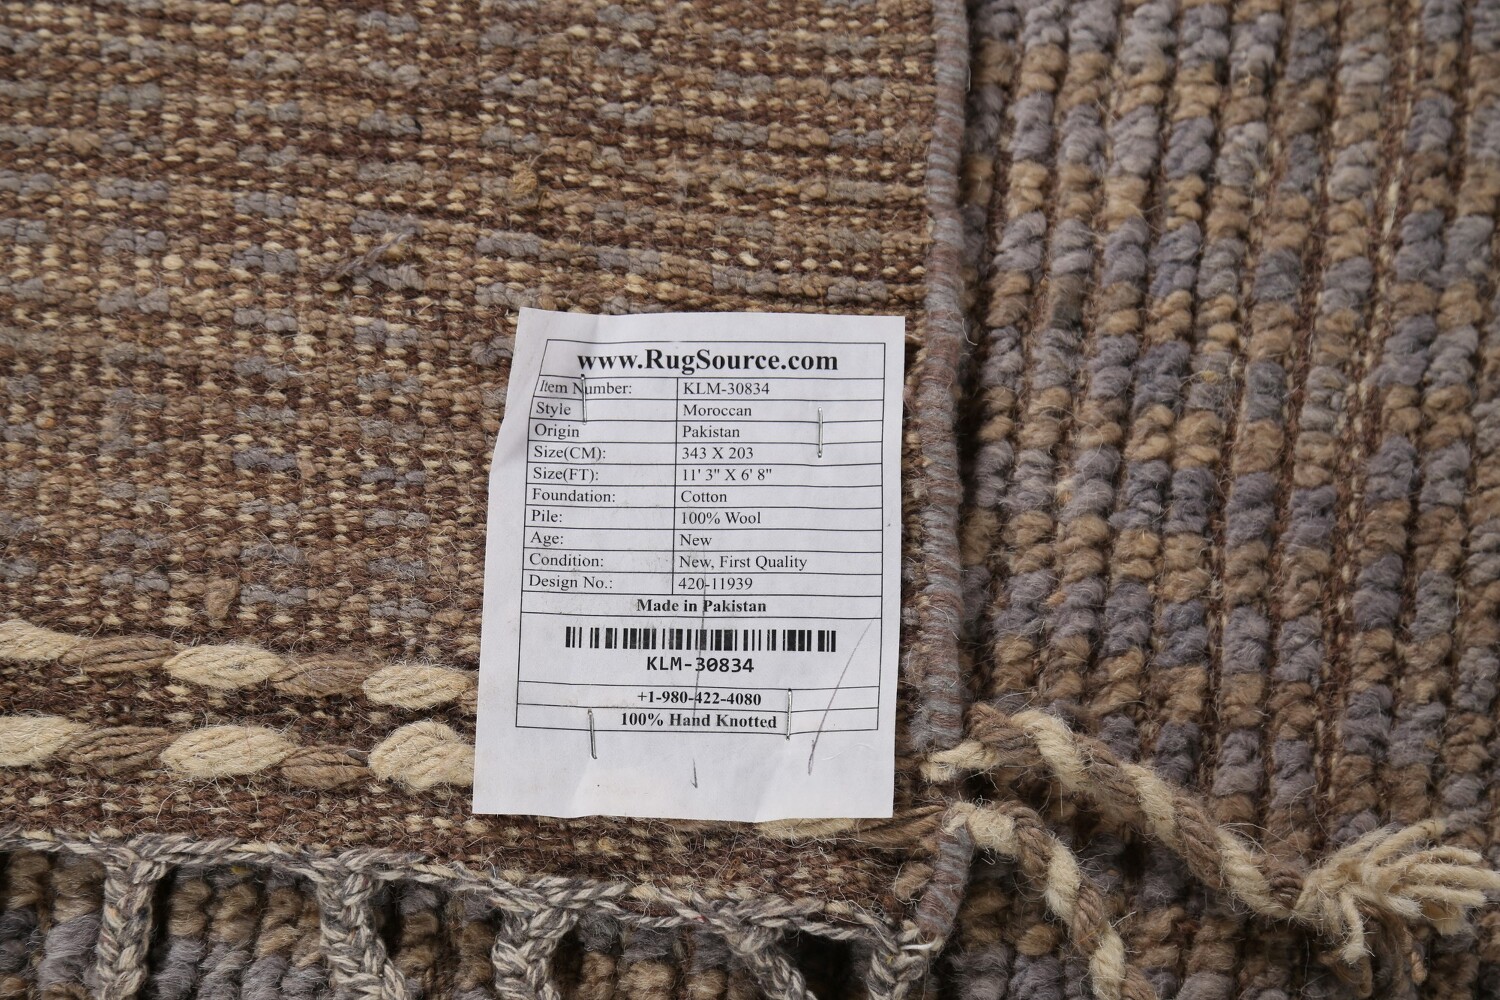 www.RugSource.com
Item Number: KLM-30834
Style Moroccan
Origin Pakistan
Size(CM): 343 X 203
Size(FT): 11' 3" X 6' 8"
Foundation: Cotton
Pile: 100% Wool
Age: New
Condition: New, First Quality
Design No.: 420-11939
Made in Pakistan
KLM-30834
+1-980-422-4080
100% Hand Knotted